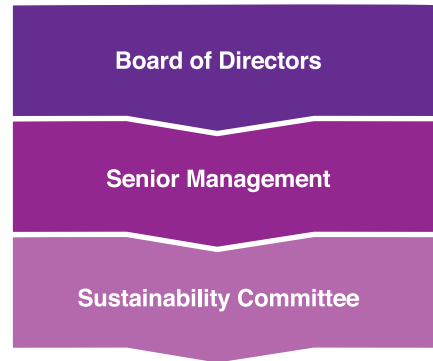 Board of Directors
Senior Management
Sustainability Committee